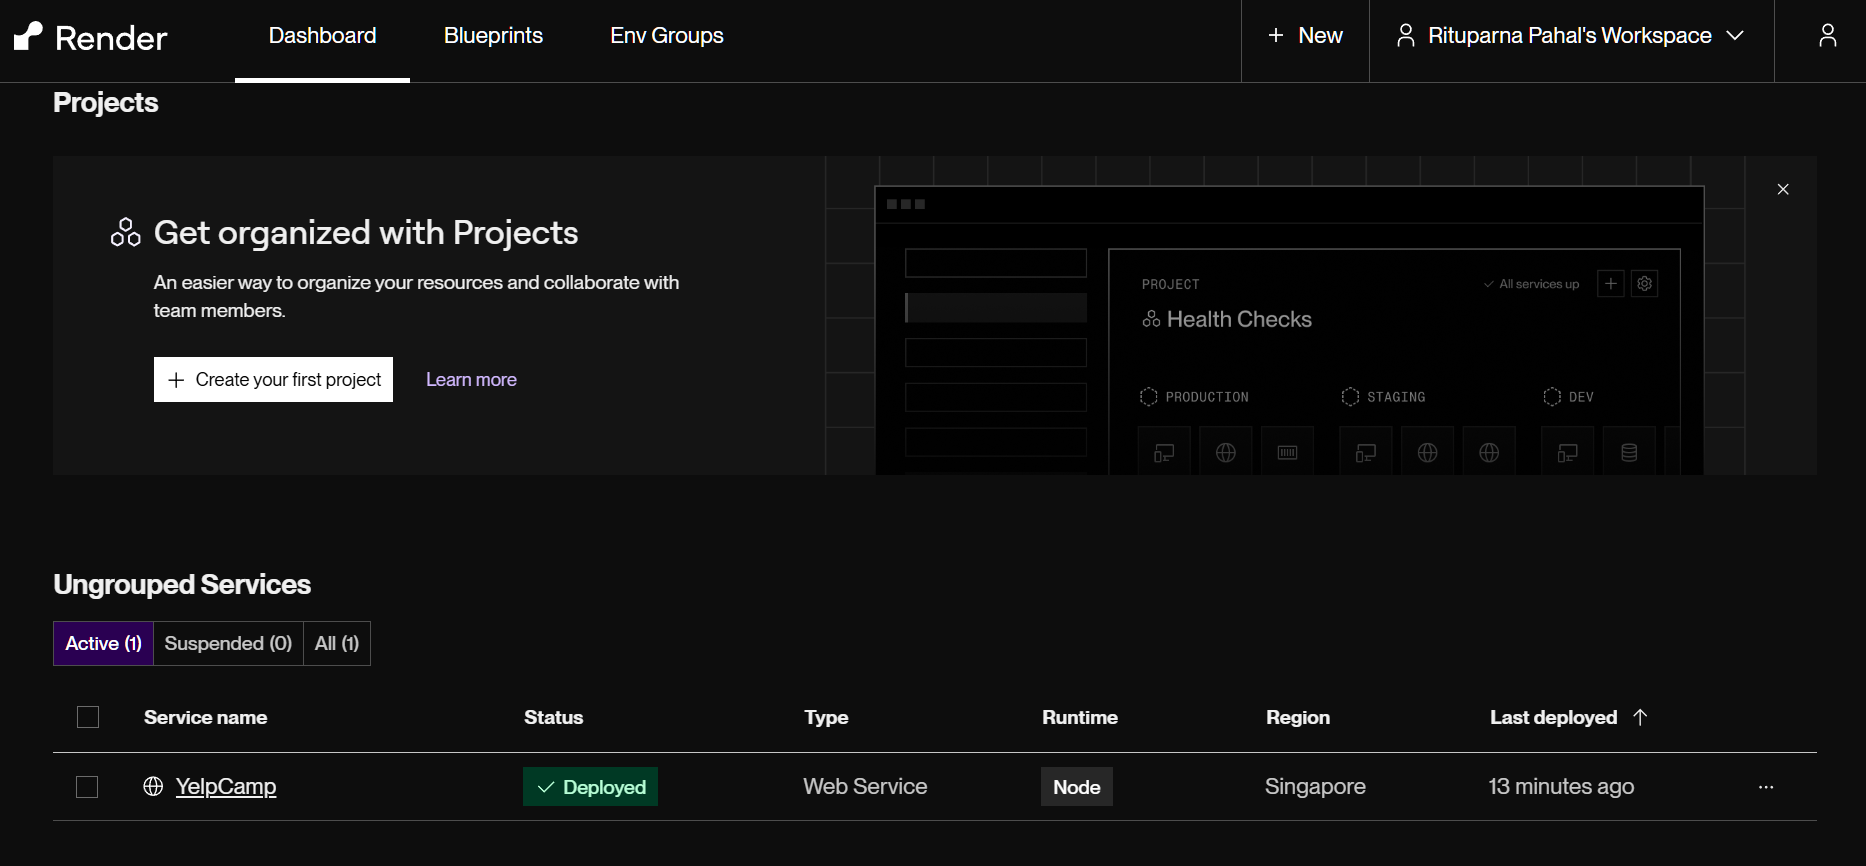 Render
Dashboard
Blueprints
Env Groups
+ New
Rituparna Pahal's Workspace
Projects
Get organized with Projects
An easier way to organize your resources and collaborate with
team members.
+ Create your first project
Learn more
PROJECT
All services up
Health Checks
PRODUCTION
STAGING
DEV
Ungrouped Services
Active (1)
Suspended (0)
All (1)
Service name
Status
Type
Runtime
Region
Last deployed
YelpCamp
Deployed
Web Service
Node
Singapore
13 minutes ago